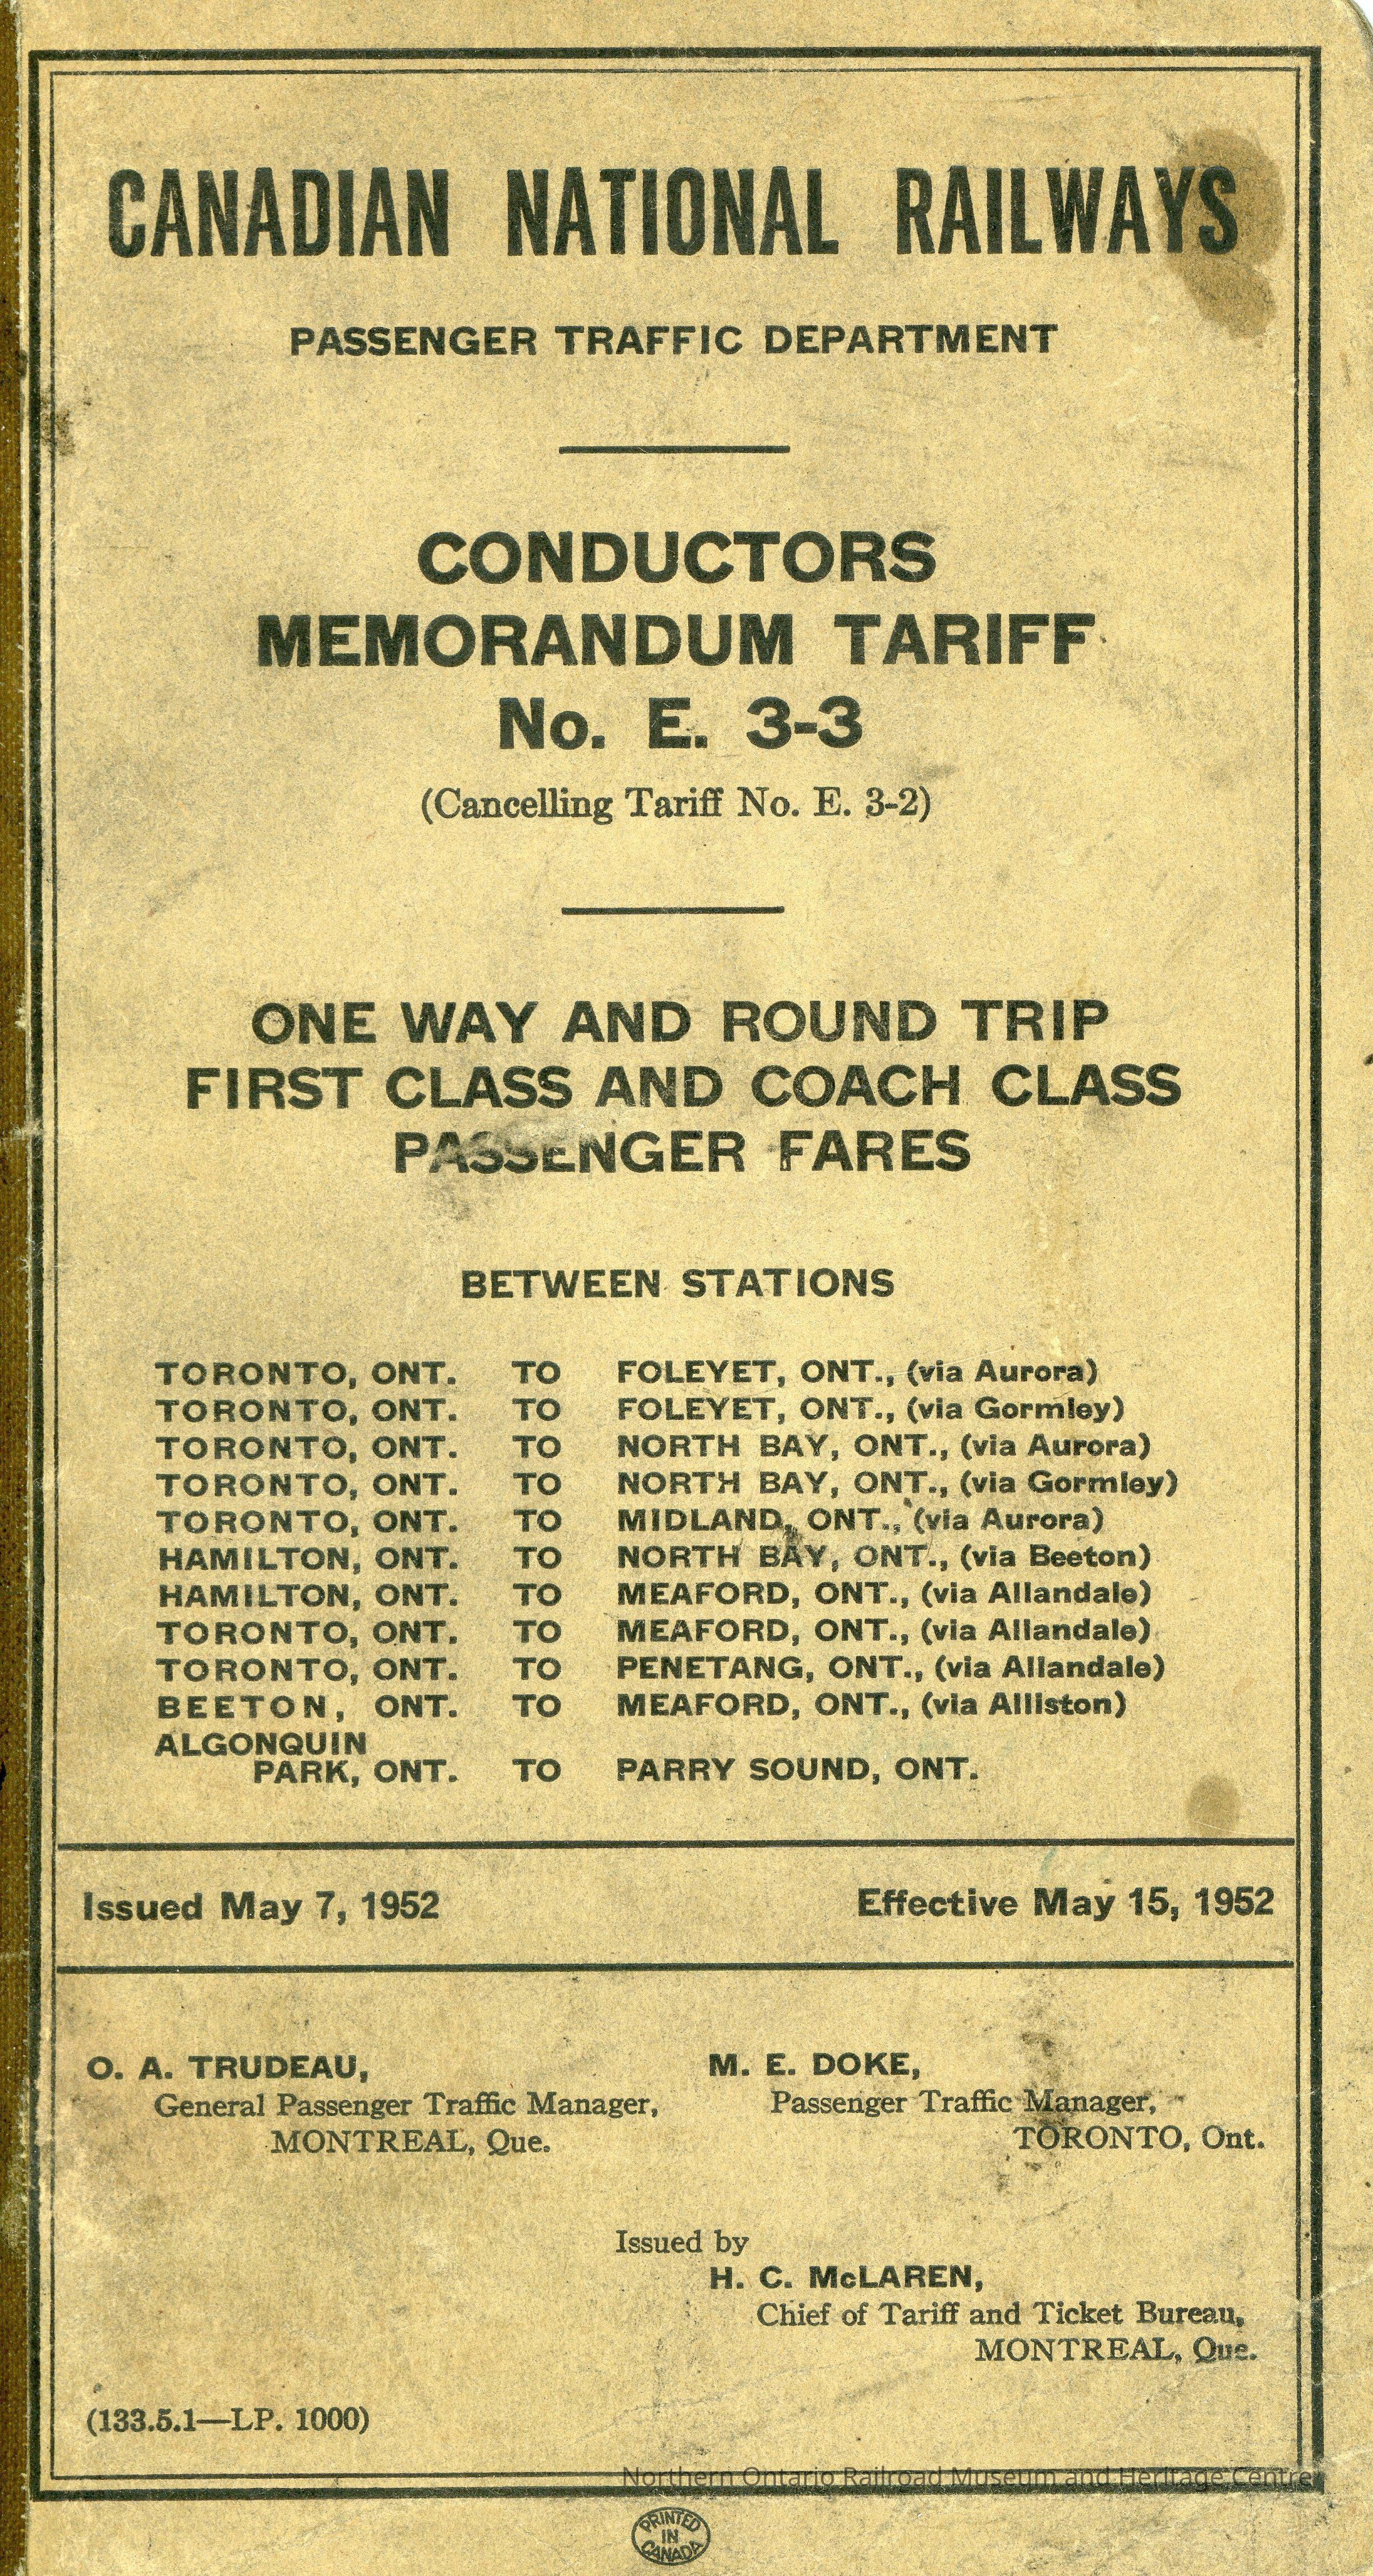 CANADIAN NATIONAL RAILWAYS
PASSENGER TRAFFIC DEPARTMENT
CONDUCTORS
MEMORANDUM TARIFF
No. E. 3-3
(Cancelling Tariff No. E. 3-2)
ONE WAY AND ROUND TRIP
FIRST CLASS AND COACH CLASS
PASSENGER FARES
BETWEEN STATIONS
TORONTO, ONT. TO FOLEYET, ONT., (via Aurora)
TORONTO, ONT. TO FOLEYET, ONT., (via Gormley)
TORONTO, ONT. TO NORTH BAY, ONT., (via Aurora)
TORONTO, ONT. TO NORTH BAY, ONT., (via Gormley)
TORONTO, ONT. TO MIDLAND, ONT., (via Aurora)
HAMILTON, ONT. TO NORTH BAY, ONT., (via Beeton)
HAMILTON, ONT. TO MEAFORD, ONT., (via Allandale)
TORONTO, ONT. TO MEAFORD, ONT., (via Allandale)
TORONTO, ONT. TO PENETANG, ONT., (via Allandale)
BEETON, ONT. TO MEAFORD, ONT., (via Alliston)
ALGONQUIN
PARK, ONT. TO PARRY SOUND, ONT.
Issued May 7, 1952 Effective May 15, 1952
O. A. TRUDEAU, M. E. DOKE,
General Passenger Traffic Manager, Passenger Traffic Manager,
MONTREAL, Que. TORONTO, Ont.
Issued by
H. C. McLAREN,
Chief of Tariff and Ticket Bureau,
MONTREAL, Que.
(133.5.1—LP. 1000)
Northern Ontario Railroad Museum and Heritage Centre
PRINTED
IN
CANADA